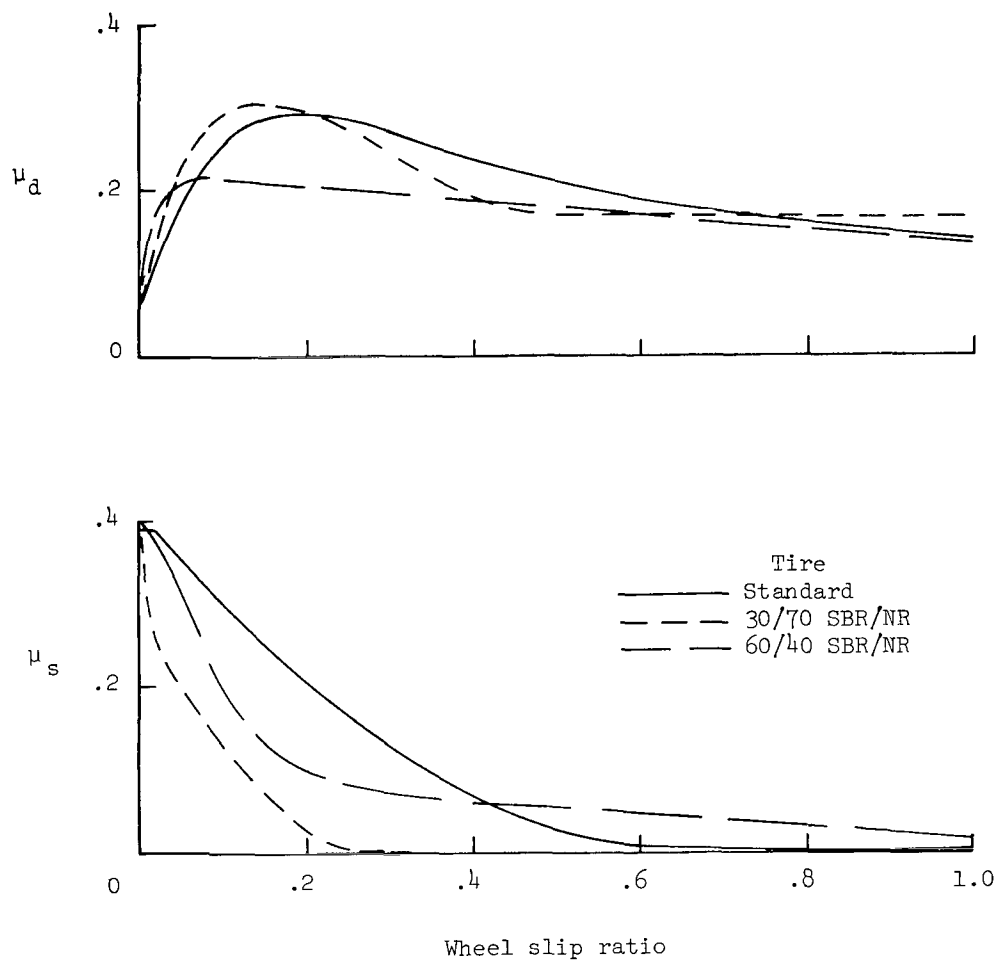 .4
.2
0
μd
.4
.2
0
μs
Tire
Standard
30/70 SBR/NR
60/40 SBR/NR
.2
.4
.6
.8
1.0
Wheel slip ratio